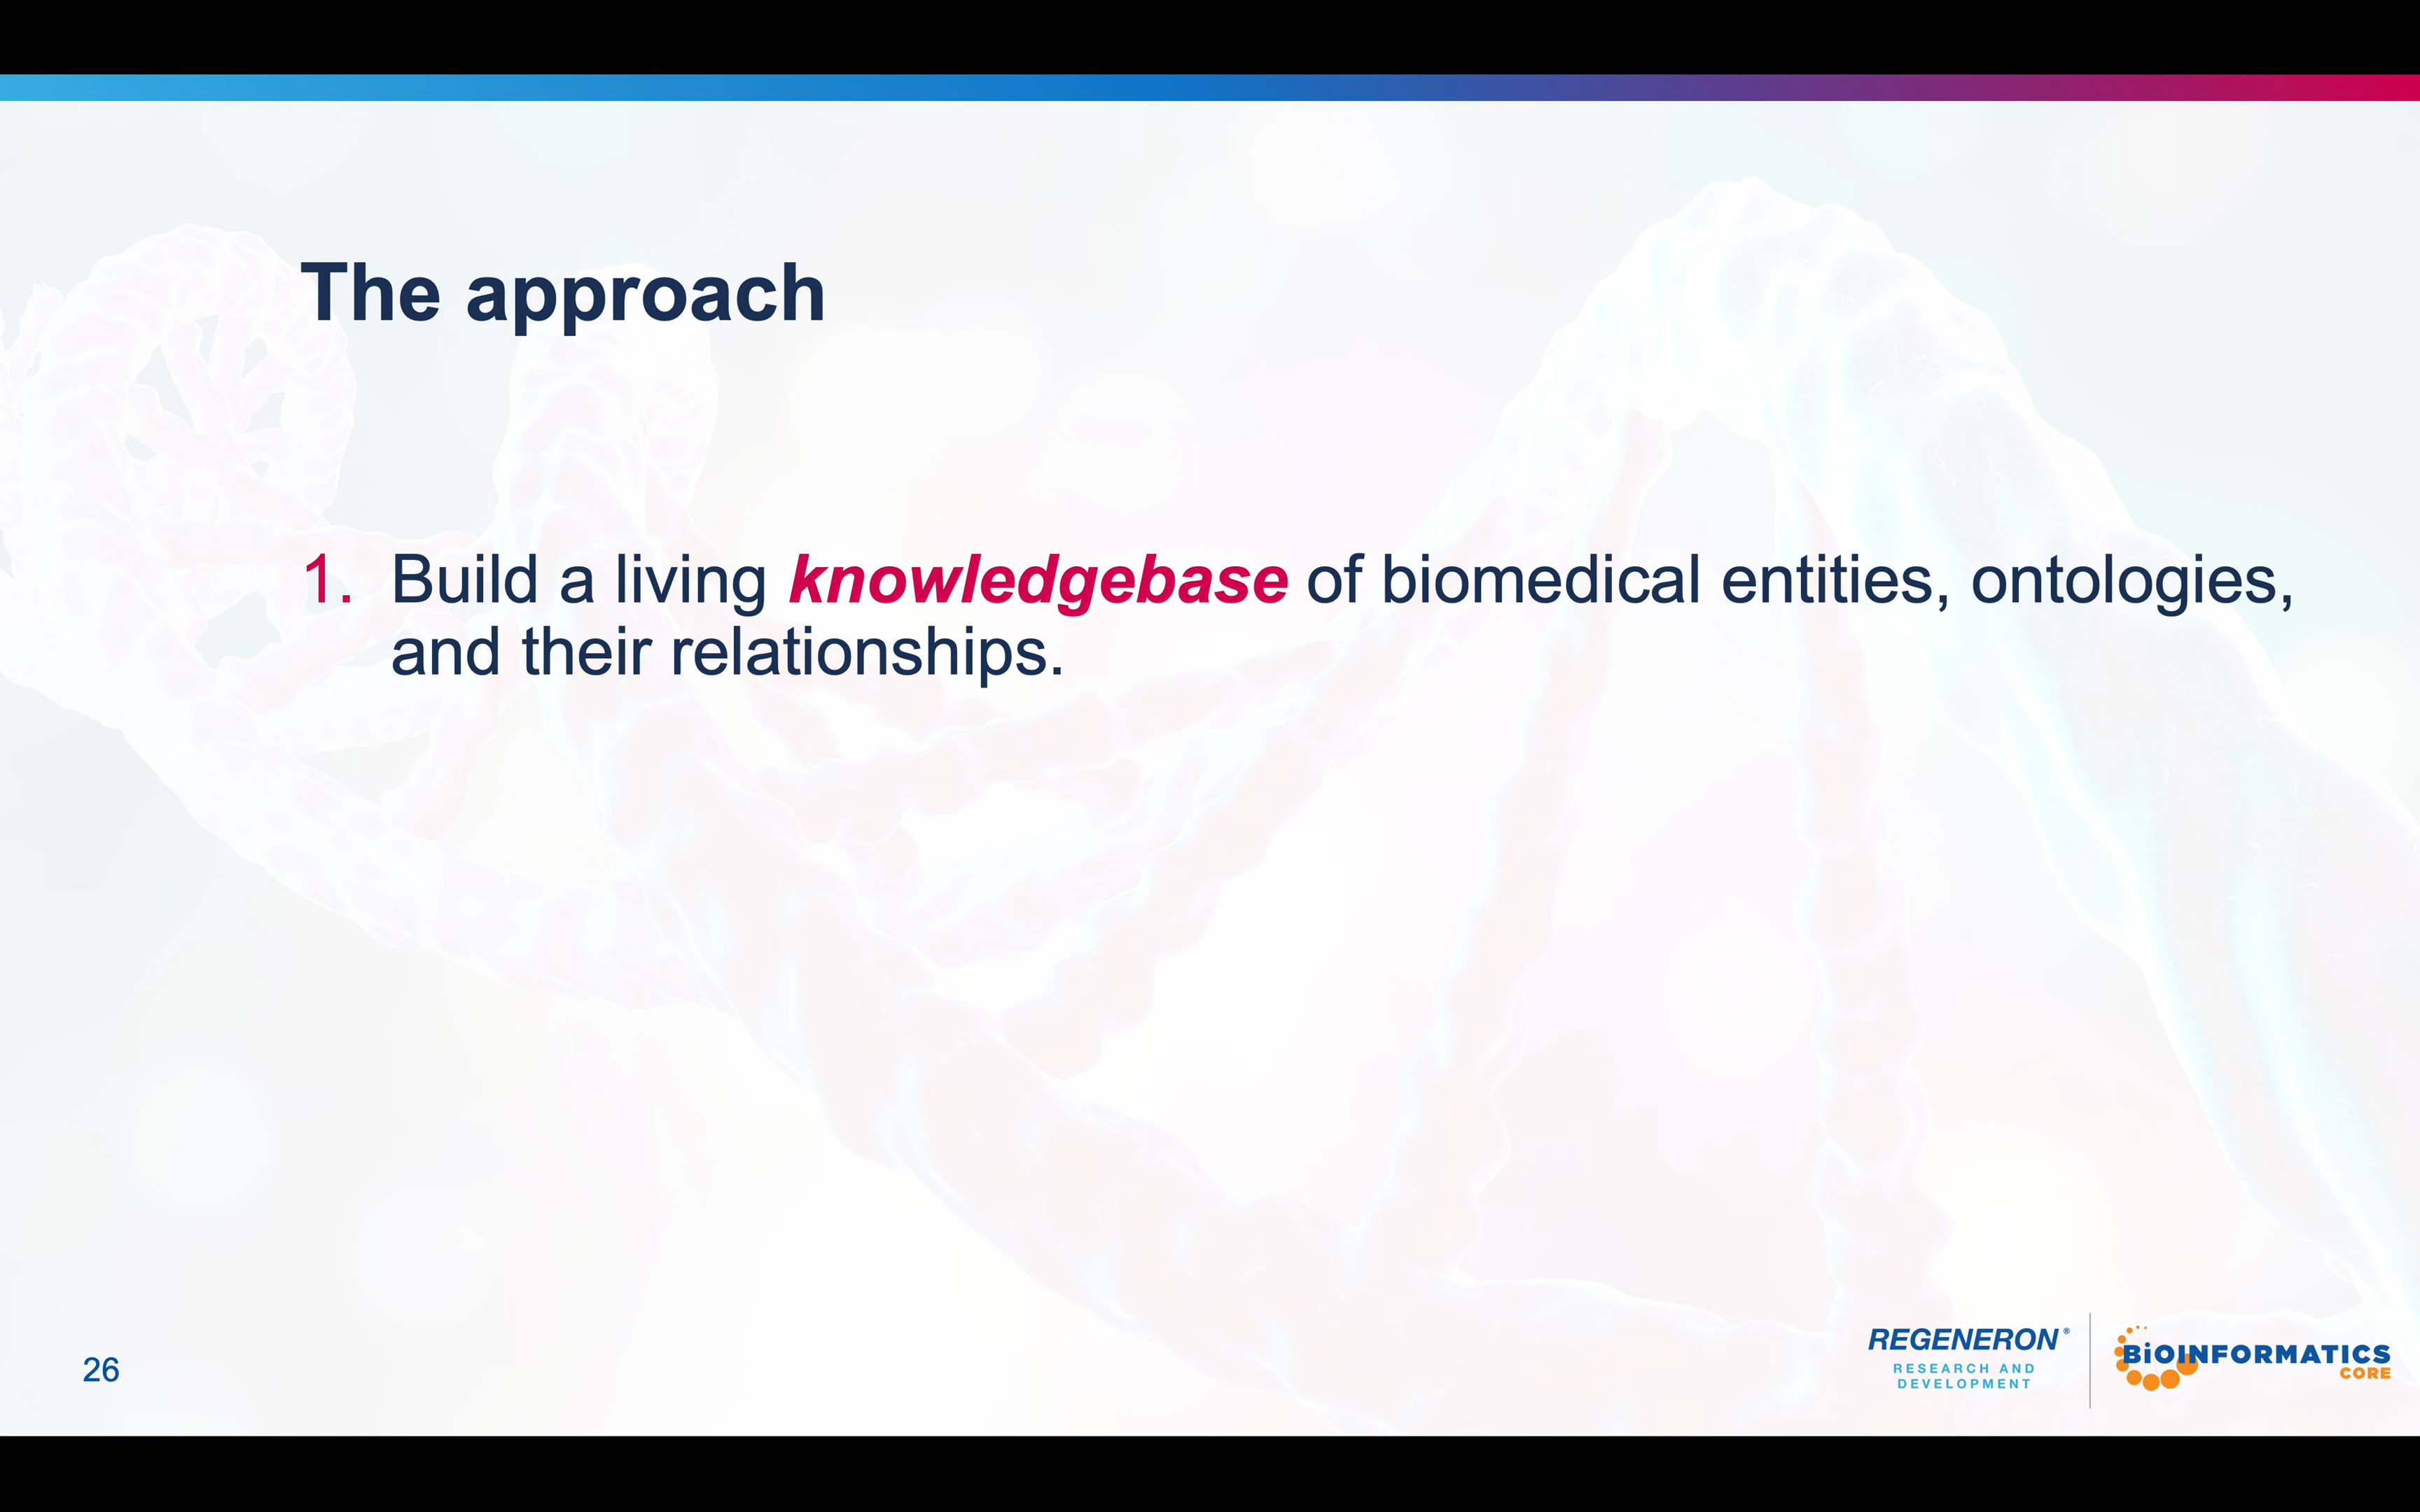 The approach
1. Build a living knowledgebase of biomedical entities, ontologies,
and their relationships.
26
REGENERON®
RESEARCH AND
DEVELOPMENT
BiOINFORMATICS
CORE